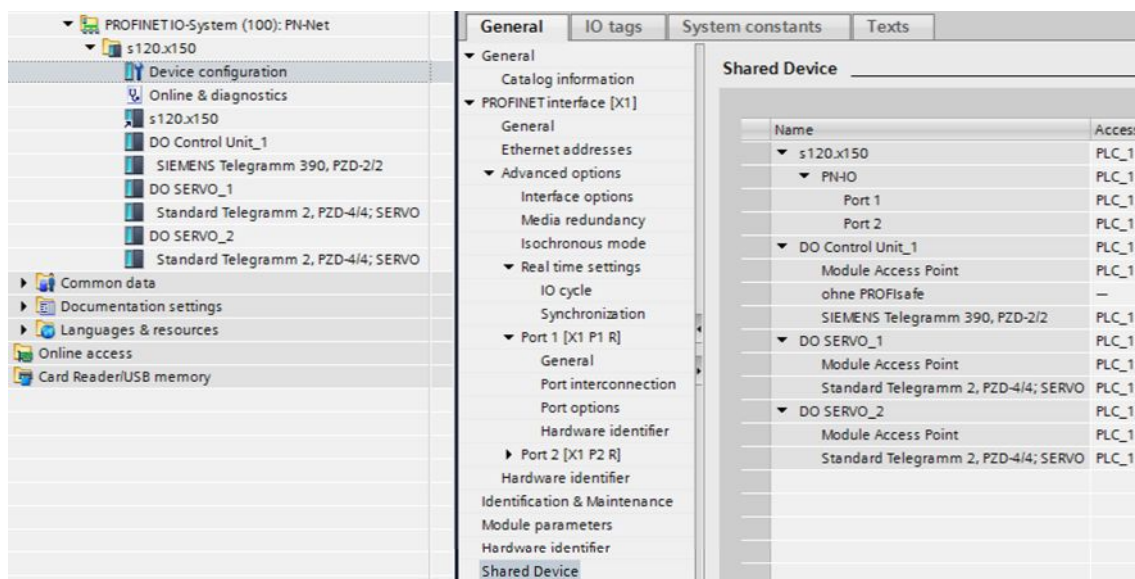 PROFINET IO-System (100): PN-Net
s120.x150
Device configuration
Online & diagnostics
s120.x150
DO Control Unit_1
SIEMENS Telegramm 390, PZD-2/2
DO SERVO_1
Standard Telegramm 2, PZD-4/4; SERVO
DO SERVO_2
Standard Telegramm 2, PZD-4/4; SERVO
Common data
Documentation settings
Languages & resources
Online access
Card Reader/USB memory
General IO tags System constants Texts
General
Catalog information
PROFINET interface [X1]
General
Ethernet addresses
Advanced options
Interface options
Media redundancy
Isochronous mode
Real time settings
IO cycle
Synchronization
Port 1 [X1 P1 R]
General
Port interconnection
Port options
Hardware identifier
Port 2 [X1 P2 R]
Hardware identifier
Identification & Maintenance
Module parameters
Hardware identifier
Shared Device
Shared Device
Name Access
s120.x150 PLC_1
PN-IO PLC_1
Port 1 PLC_1
Port 2 PLC_1
DO Control Unit_1 PLC_1
Module Access Point PLC_1
ohne PROFIsafe —
SIEMENS Telegramm 390, PZD-2/2 PLC_1
DO SERVO_1 PLC_1
Module Access Point PLC_1
Standard Telegramm 2, PZD-4/4; SERVO PLC_1
DO SERVO_2 PLC_1
Module Access Point PLC_1
Standard Telegramm 2, PZD-4/4; SERVO PLC_1